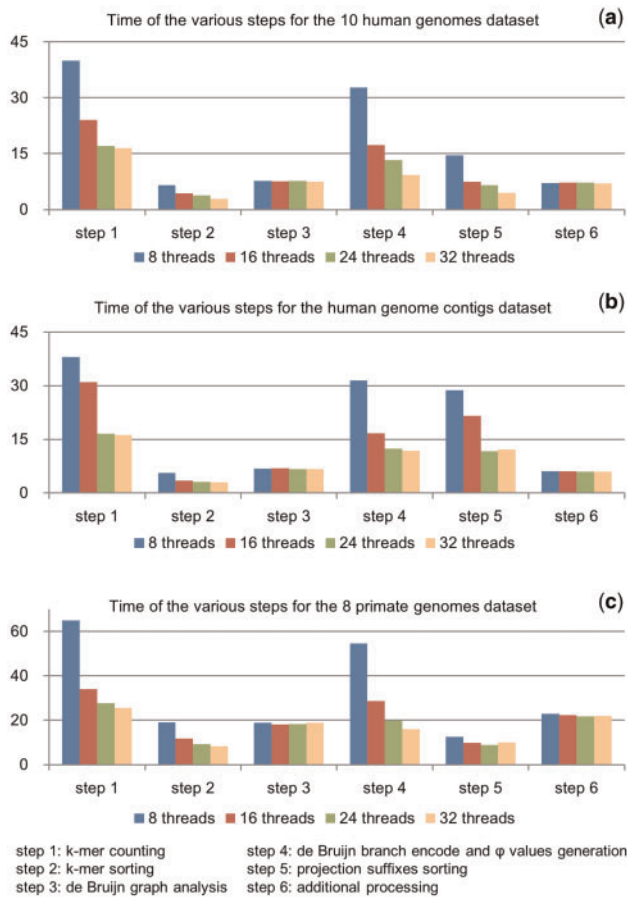 Time of the various steps for the 10 human genomes dataset
(a)
45
30
15
0
step 1 step 2 step 3 step 4 step 5 step 6
8 threads 16 threads 24 threads 32 threads
Time of the various steps for the human genome contigs dataset
(b)
45
30
15
0
step 1 step 2 step 3 step 4 step 5 step 6
8 threads 16 threads 24 threads 32 threads
Time of the various steps for the 8 primate genomes dataset
(c)
60
40
20
0
step 1 step 2 step 3 step 4 step 5 step 6
8 threads 16 threads 24 threads 32 threads
step 1: k-mer counting
step 2: k-mer sorting
step 3: de Bruijn graph analysis
step 4: de Bruijn branch encode and φ values generation
step 5: projection suffixes sorting
step 6: additional processing